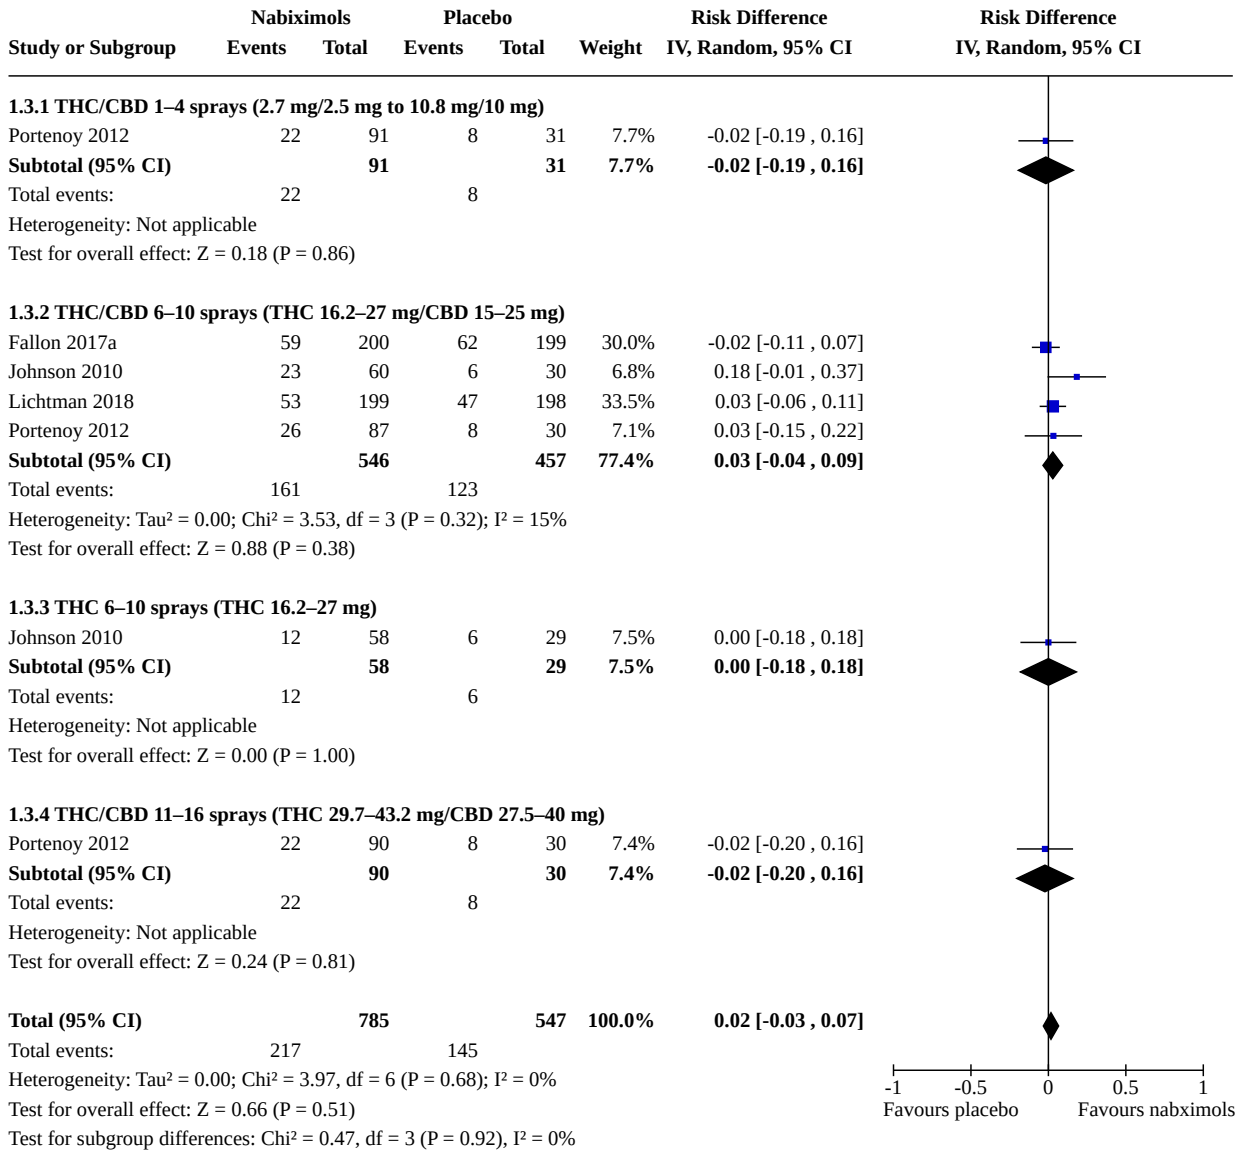 Nabiximols Placebo Risk Difference Risk Difference
Study or Subgroup Events Total Events Total Weight IV, Random, 95% CI IV, Random, 95% CI
1.3.1 THC/CBD 1–4 sprays (2.7 mg/2.5 mg to 10.8 mg/10 mg)
Portenoy 2012 22 91 8 31 7.7% -0.02 [-0.19 , 0.16]
Subtotal (95% CI) 91 31 7.7% -0.02 [-0.19 , 0.16]
Total events: 22 8
Heterogeneity: Not applicable
Test for overall effect: Z = 0.18 (P = 0.86)
1.3.2 THC/CBD 6–10 sprays (THC 16.2–27 mg/CBD 15–25 mg)
Fallon 2017a 59 200 62 199 30.0% -0.02 [-0.11 , 0.07]
Johnson 2010 23 60 6 30 6.8% 0.18 [-0.01 , 0.37]
Lichtman 2018 53 199 47 198 33.5% 0.03 [-0.06 , 0.11]
Portenoy 2012 26 87 8 30 7.1% 0.03 [-0.15 , 0.22]
Subtotal (95% CI) 546 457 77.4% 0.03 [-0.04 , 0.09]
Total events: 161 123
Heterogeneity: Tau² = 0.00; Chi² = 3.53, df = 3 (P = 0.32); I² = 15%
Test for overall effect: Z = 0.88 (P = 0.38)
1.3.3 THC 6–10 sprays (THC 16.2–27 mg)
Johnson 2010 12 58 6 29 7.5% 0.00 [-0.18 , 0.18]
Subtotal (95% CI) 58 29 7.5% 0.00 [-0.18 , 0.18]
Total events: 12 6
Heterogeneity: Not applicable
Test for overall effect: Z = 0.00 (P = 1.00)
1.3.4 THC/CBD 11–16 sprays (THC 29.7–43.2 mg/CBD 27.5–40 mg)
Portenoy 2012 22 90 8 30 7.4% -0.02 [-0.20 , 0.16]
Subtotal (95% CI) 90 30 7.4% -0.02 [-0.20 , 0.16]
Total events: 22 8
Heterogeneity: Not applicable
Test for overall effect: Z = 0.24 (P = 0.81)
Total (95% CI) 785 547 100.0% 0.02 [-0.03 , 0.07]
Total events: 217 145
Heterogeneity: Tau² = 0.00; Chi² = 3.97, df = 6 (P = 0.68); I² = 0%
Test for overall effect: Z = 0.66 (P = 0.51)
Test for subgroup differences: Chi² = 0.47, df = 3 (P = 0.92), I² = 0%
-1 -0.5 0 0.5 1
Favours placebo Favours nabximols